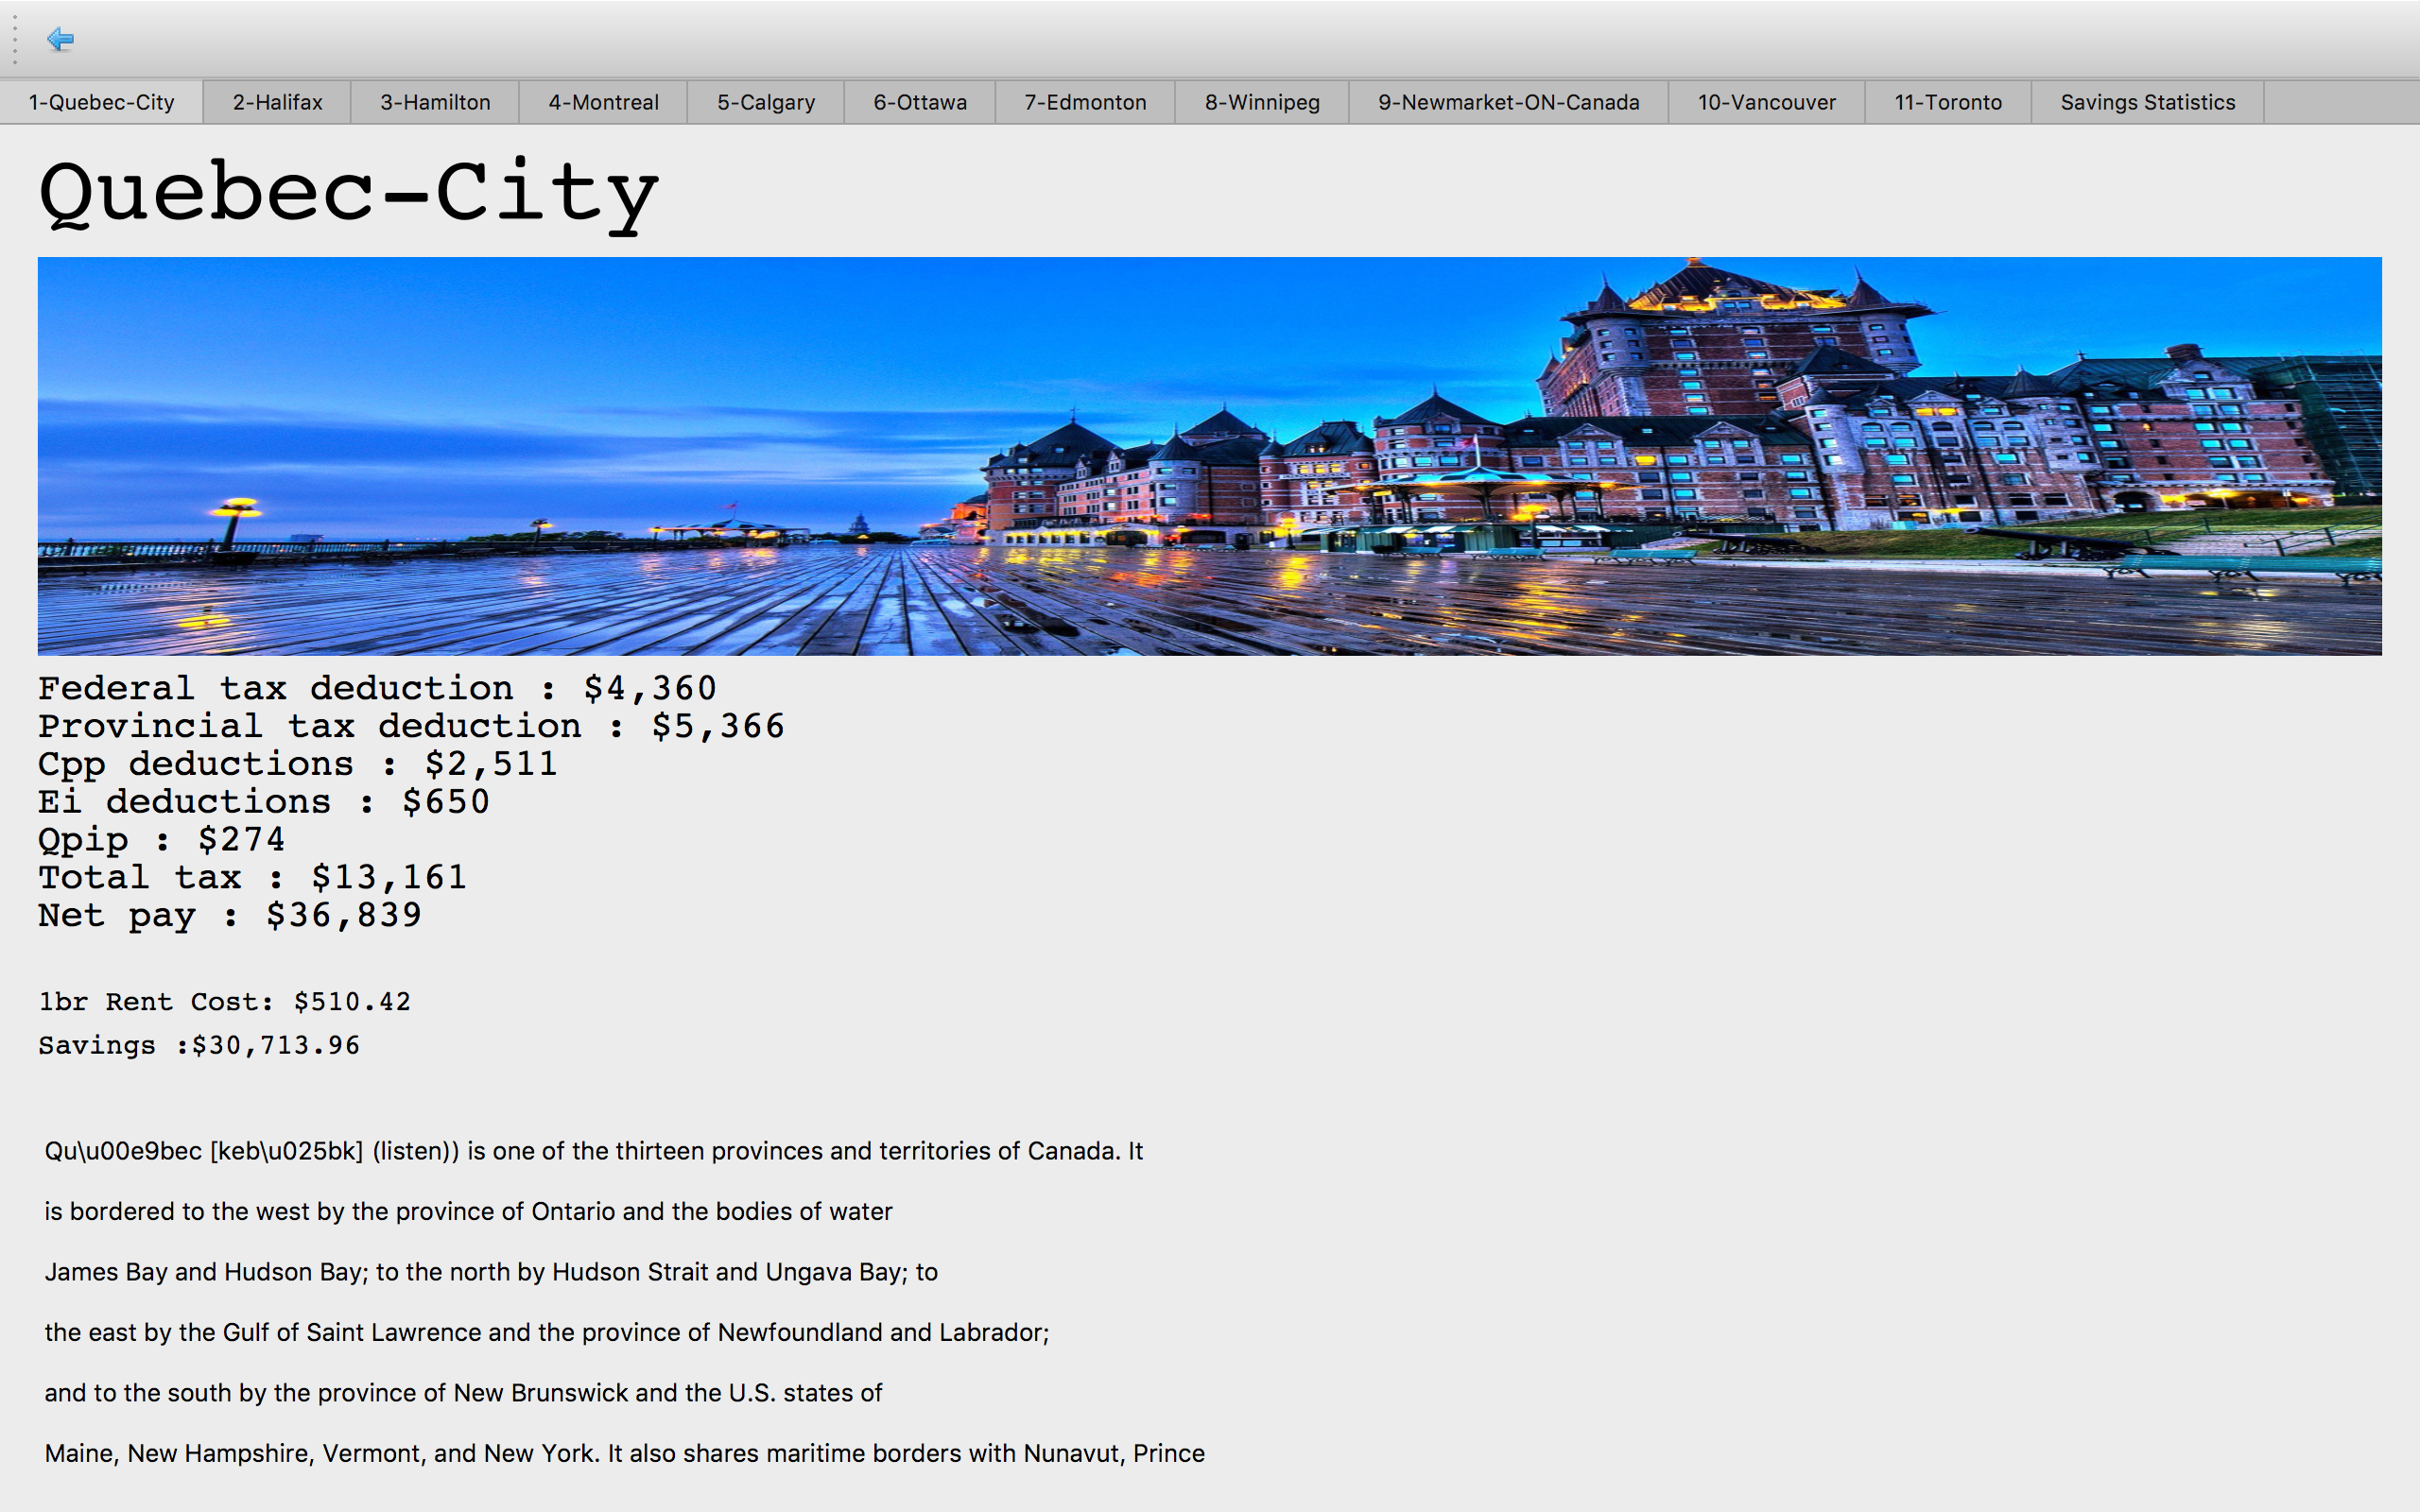 1-Quebec-City 2-Halifax 3-Hamilton 4-Montreal 5-Calgary 6-Ottawa 7-Edmonton 8-Winnipeg 9-Newmarket-ON-Canada 10-Vancouver 11-Toronto Savings Statistics
Quebec-City
Federal tax deduction : $4,360
Provincial tax deduction : $5,366
Cpp deductions : $2,511
Ei deductions : $650
Qpip : $274
Total tax : $13,161
Net pay : $36,839
1br Rent Cost: $510.42
Savings :$30,713.96
Qu\u00e9bec [keb\u025bk] (listen)) is one of the thirteen provinces and territories of Canada. It
is bordered to the west by the province of Ontario and the bodies of water
James Bay and Hudson Bay; to the north by Hudson Strait and Ungava Bay; to
the east by the Gulf of Saint Lawrence and the province of Newfoundland and Labrador;
and to the south by the province of New Brunswick and the U.S. states of
Maine, New Hampshire, Vermont, and New York. It also shares maritime borders with Nunavut, Prince